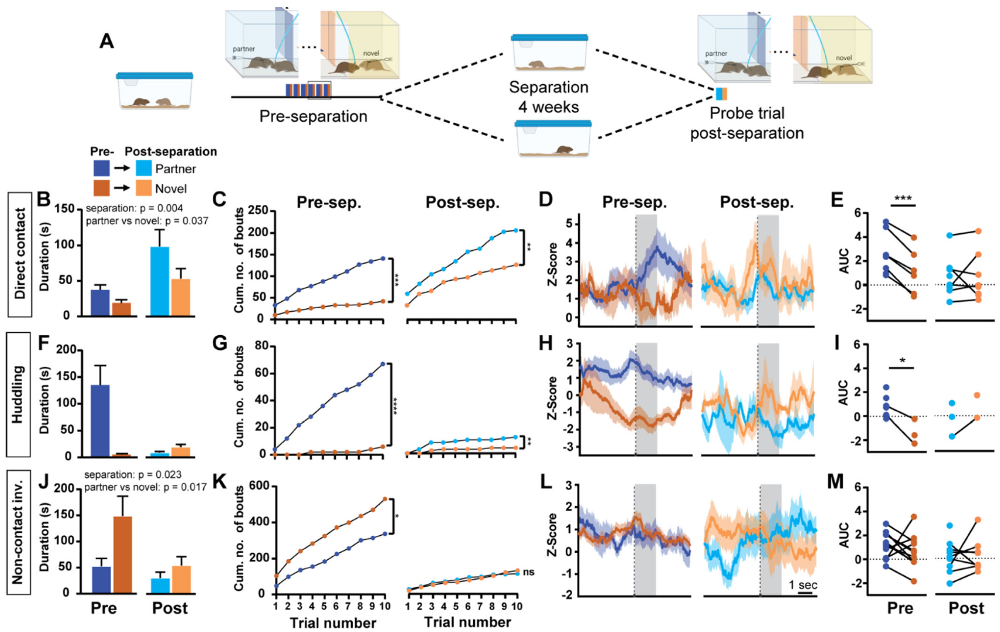 A
partner
novel
Pre-separation
Separation
4 weeks
partner
novel
Probe trial
post-separation
Pre- Post-separation
Partner
Novel
Direct contact
B
separation: p = 0.004
partner vs novel: p = 0.037
Duration (s)
150
100
50
0
C
Pre-sep. Post-sep.
Cum. no. of bouts
250
200
150
100
50
0
***
**
D
Pre-sep. Post-sep.
Z-Score
5
4
3
2
1
0
E
***
AUC
6
4
2
0
-2
Huddling
F
Duration (s)
200
150
100
50
0
G
Cum. no. of bouts
80
60
40
20
0
****
**
H
Z-Score
3
2
1
0
-1
-2
-3
I
*
AUC
6
4
2
0
-2
Non-contact inv.
J
separation: p = 0.023
partner vs novel: p = 0.017
Duration (s)
200
150
100
50
0
Pre Post
K
Cum. no. of bouts
600
400
200
0
*
ns
1 2 3 4 5 6 7 8 9 10
1 2 3 4 5 6 7 8 9 10
Trial number Trial number
L
Z-Score
3
2
1
0
-1
-2
1 sec
M
AUC
6
4
2
0
-2
Pre Post